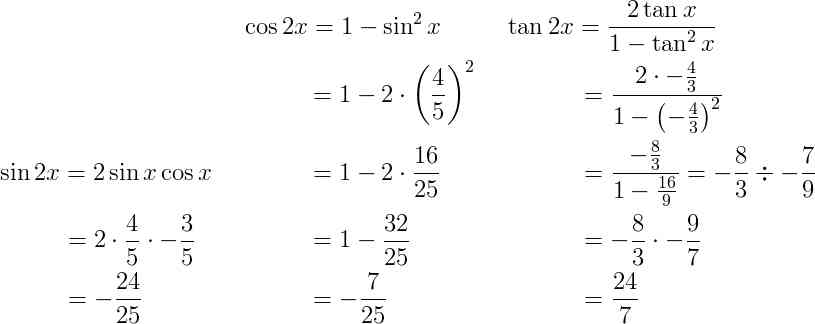 cos 2x = 1 − sin² x
= 1 − 2 · (4/5)²
= 1 − 2 · 16/25
= 1 − 32/25
= − 7/25
tan 2x = 2 tan x / (1 − tan² x)
= (2 · − 4/3) / (1 − (− 4/3)²)
= (− 8/3) / (1 − 16/9) = − 8/3 ÷ − 7/9
= − 8/3 · − 9/7
= 24/7
sin 2x = 2 sin x cos x
= 2 · 4/5 · − 3/5
= − 24/25